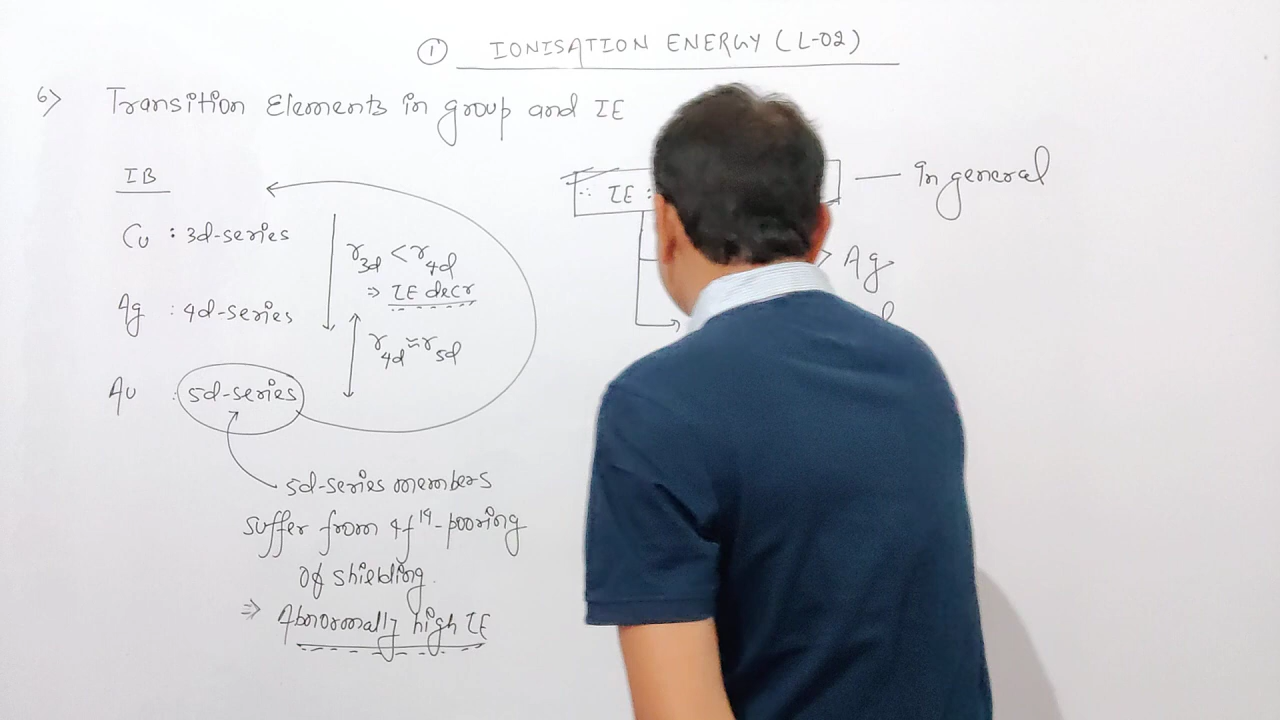 ① IONISATION ENERGY (L-02)
6> Transition Elements in group and IE
IB
Cu : 3d-series
Ag : 4d-series
Au : 5d-series
r3d < r4d
⇒ IE decr
r4d ≈ r5d
5d-series members
suffer from 4f14-pooring
of shielding.
⇒ Abnormally high IE
∴ IE :
— In general
> Ag